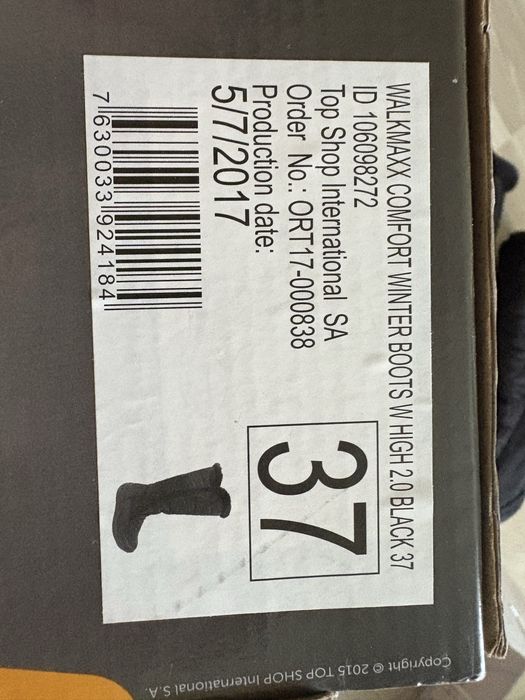 WALKMAXX COMFORT WINTER BOOTS W HIGH 2.0 BLACK 37
ID 106098272
Top Shop International SA
Order No.: ORT17-000838
Production date:
5/7/2017
37
7630033924184
Copyright © 2015 TOP SHOP International S.A.